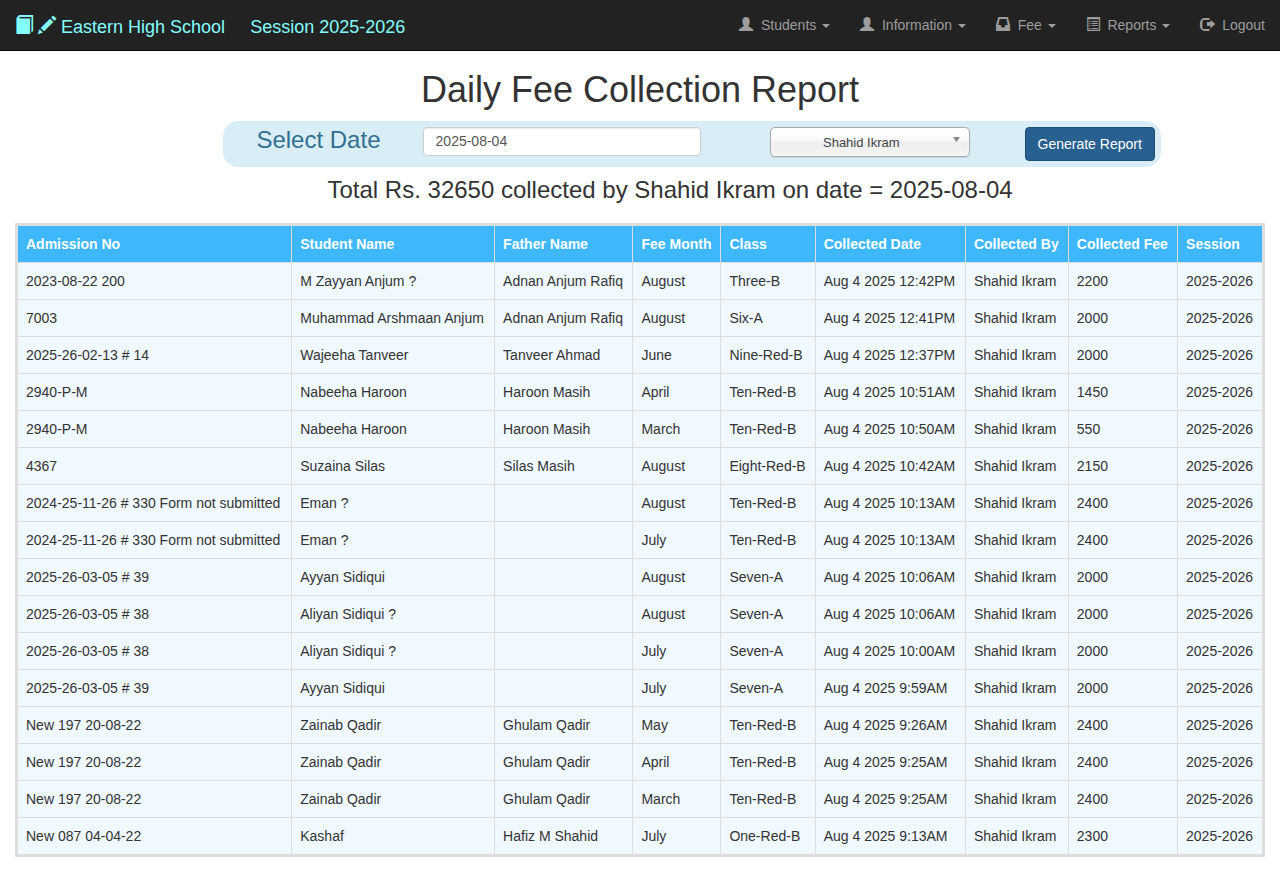 Eastern High School Session 2025-2026 Students Information Fee Reports Logout
Daily Fee Collection Report
Select Date 2025-08-04 Shahid Ikram Generate Report
Total Rs. 32650 collected by Shahid Ikram on date = 2025-08-04
Admission No Student Name Father Name Fee Month Class Collected Date Collected By Collected Fee Session
2023-08-22 200 M Zayyan Anjum ? Adnan Anjum Rafiq August Three-B Aug 4 2025 12:42PM Shahid Ikram 2200 2025-2026
7003 Muhammad Arshmaan Anjum Adnan Anjum Rafiq August Six-A Aug 4 2025 12:41PM Shahid Ikram 2000 2025-2026
2025-26-02-13 # 14 Wajeeha Tanveer Tanveer Ahmad June Nine-Red-B Aug 4 2025 12:37PM Shahid Ikram 2000 2025-2026
2940-P-M Nabeeha Haroon Haroon Masih April Ten-Red-B Aug 4 2025 10:51AM Shahid Ikram 1450 2025-2026
2940-P-M Nabeeha Haroon Haroon Masih March Ten-Red-B Aug 4 2025 10:50AM Shahid Ikram 550 2025-2026
4367 Suzaina Silas Silas Masih August Eight-Red-B Aug 4 2025 10:42AM Shahid Ikram 2150 2025-2026
2024-25-11-26 # 330 Form not submitted Eman ? August Ten-Red-B Aug 4 2025 10:13AM Shahid Ikram 2400 2025-2026
2024-25-11-26 # 330 Form not submitted Eman ? July Ten-Red-B Aug 4 2025 10:13AM Shahid Ikram 2400 2025-2026
2025-26-03-05 # 39 Ayyan Sidiqui August Seven-A Aug 4 2025 10:06AM Shahid Ikram 2000 2025-2026
2025-26-03-05 # 38 Aliyan Sidiqui ? August Seven-A Aug 4 2025 10:06AM Shahid Ikram 2000 2025-2026
2025-26-03-05 # 38 Aliyan Sidiqui ? July Seven-A Aug 4 2025 10:00AM Shahid Ikram 2000 2025-2026
2025-26-03-05 # 39 Ayyan Sidiqui July Seven-A Aug 4 2025 9:59AM Shahid Ikram 2000 2025-2026
New 197 20-08-22 Zainab Qadir Ghulam Qadir May Ten-Red-B Aug 4 2025 9:26AM Shahid Ikram 2400 2025-2026
New 197 20-08-22 Zainab Qadir Ghulam Qadir April Ten-Red-B Aug 4 2025 9:25AM Shahid Ikram 2400 2025-2026
New 197 20-08-22 Zainab Qadir Ghulam Qadir March Ten-Red-B Aug 4 2025 9:25AM Shahid Ikram 2400 2025-2026
New 087 04-04-22 Kashaf Hafiz M Shahid July One-Red-B Aug 4 2025 9:13AM Shahid Ikram 2300 2025-2026